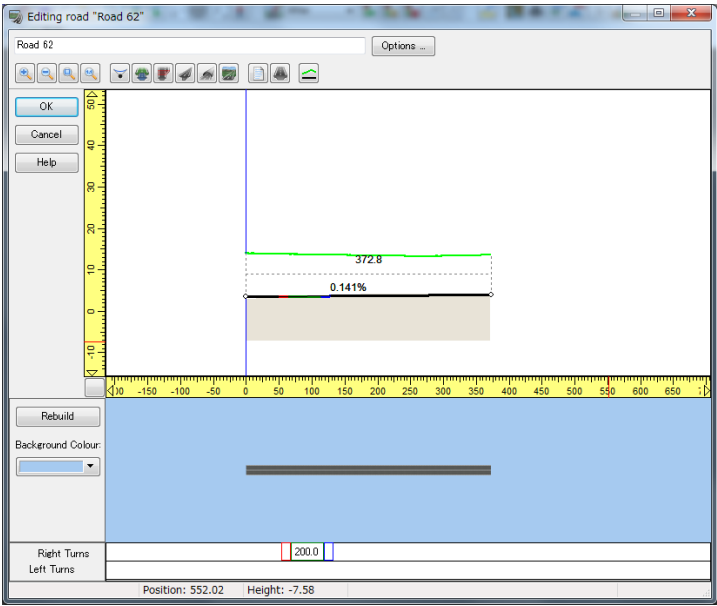 Editing road "Road 62"
Road 62
Options ...
OK
Cancel
Help
50
40
30
20
10
0
-10
372.8
0.141%
-150 -100 -50 0 50 100 150 200 250 300 350 400 450 500 550 600 650
Rebuild
Background Colour:
200.0
Right Turns
Left Turns
Position: 552.02 Height: -7.58